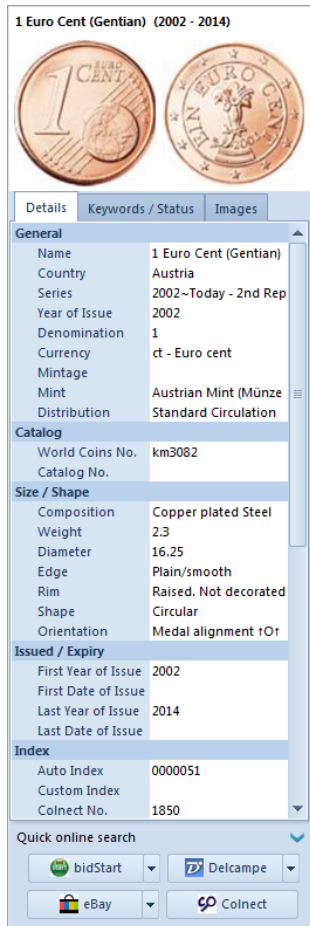 1 Euro Cent (Gentian) (2002 - 2014)
1 EURO CENT
EIN EURO CENT
2002
Details Keywords / Status Images
General
Name 1 Euro Cent (Gentian)
Country Austria
Series 2002~Today - 2nd Rep
Year of Issue 2002
Denomination 1
Currency ct - Euro cent
Mintage
Mint Austrian Mint (Münze
Distribution Standard Circulation
Catalog
World Coins No. km3082
Catalog No.
Size / Shape
Composition Copper plated Steel
Weight 2.3
Diameter 16.25
Edge Plain/smooth
Rim Raised. Not decorated
Shape Circular
Orientation Medal alignment ↑O↑
Issued / Expiry
First Year of Issue 2002
First Date of Issue
Last Year of Issue 2014
Last Date of Issue
Index
Auto Index 0000051
Custom Index
Colnect No. 1850
Quick online search
bidStart Delcampe
eBay Colnect